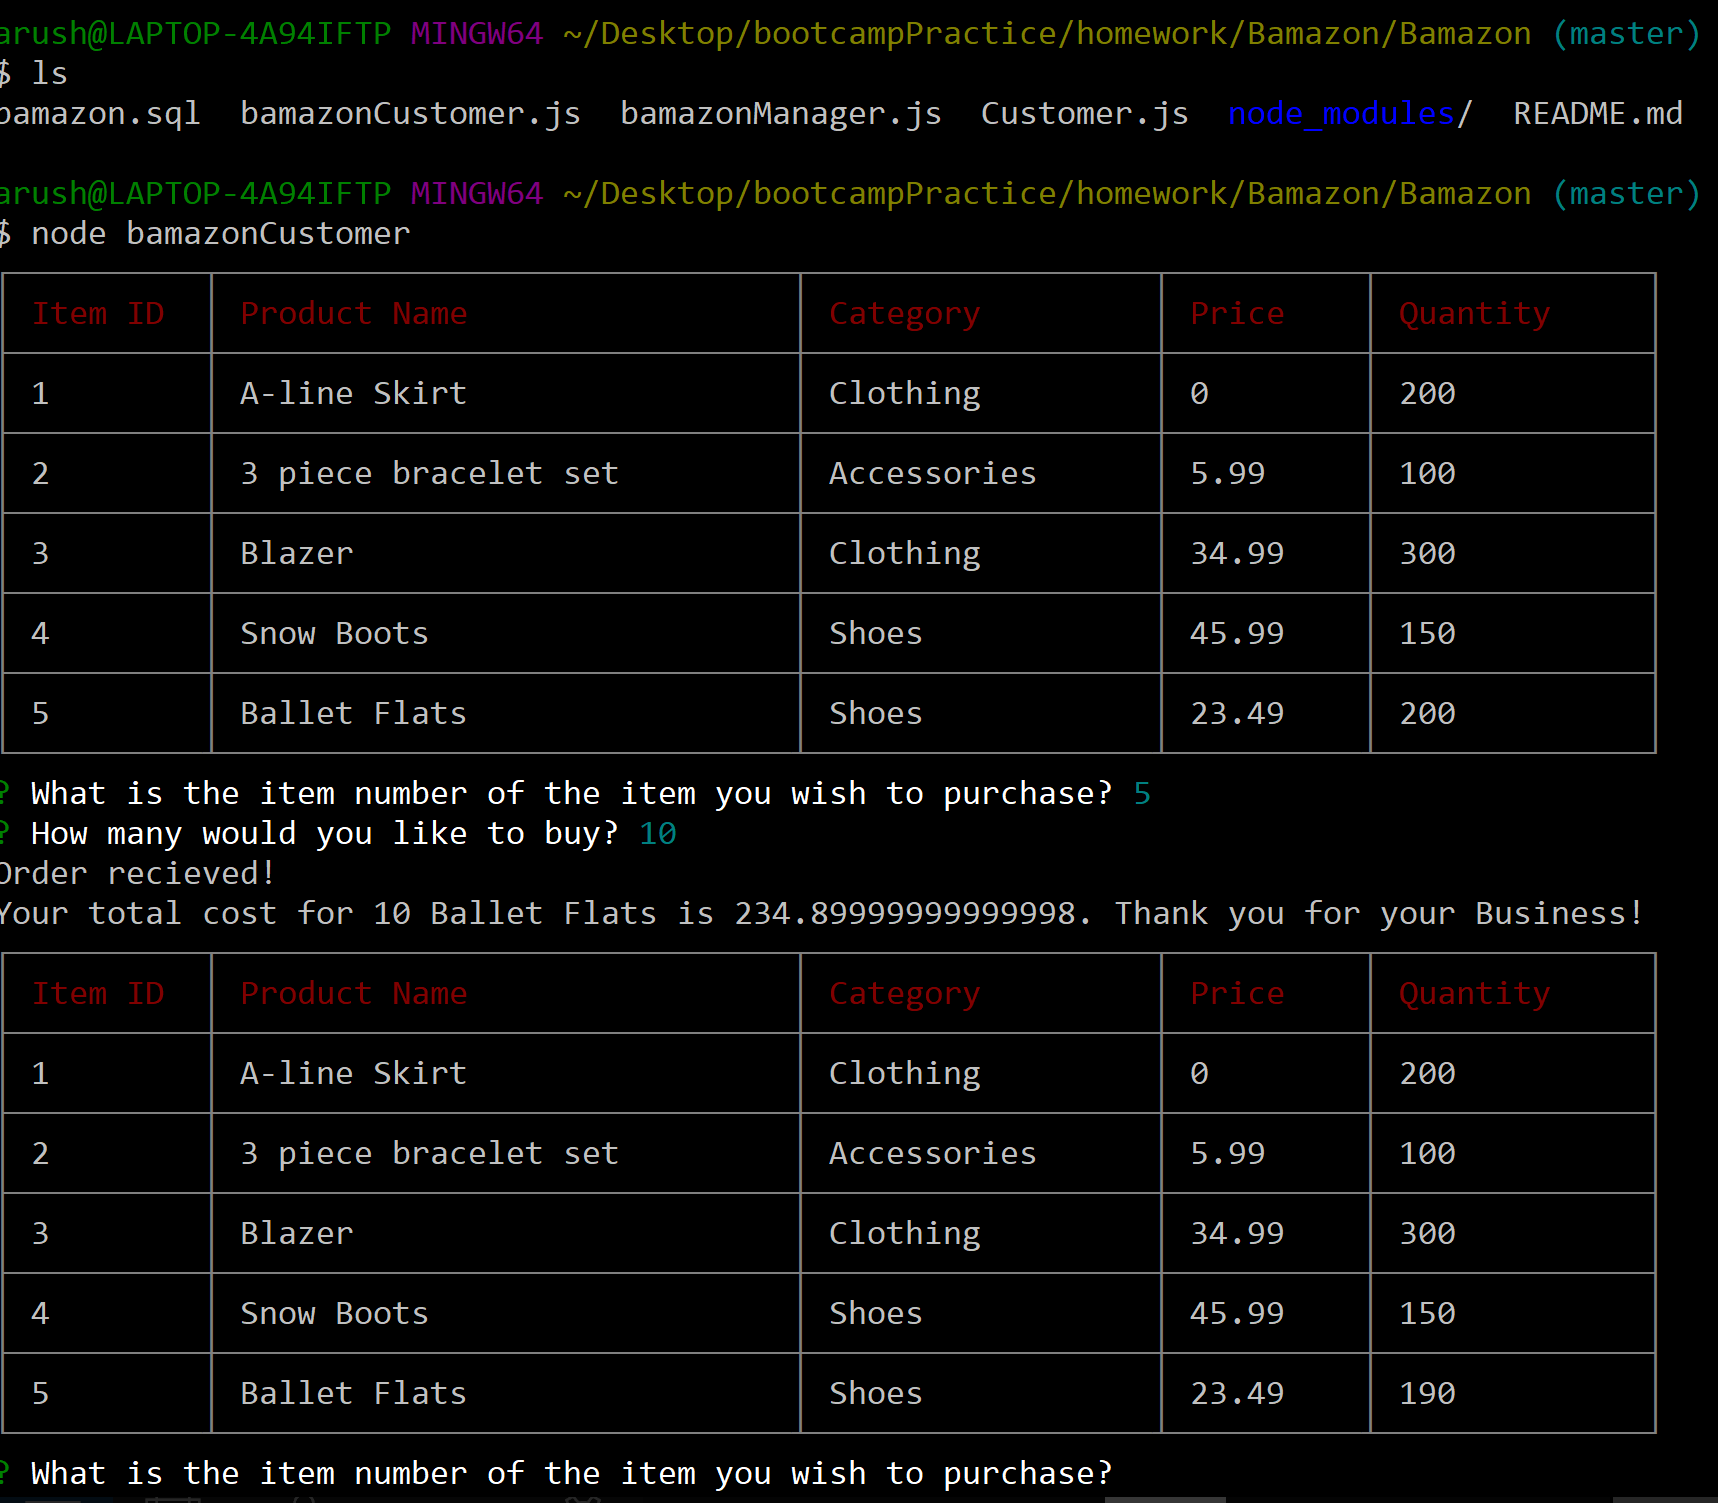 arush@LAPTOP-4A94IFTP MINGW64 ~/Desktop/bootcampPractice/homework/Bamazon/Bamazon (master)
$ ls
bamazon.sql bamazonCustomer.js bamazonManager.js Customer.js node_modules/ README.md
arush@LAPTOP-4A94IFTP MINGW64 ~/Desktop/bootcampPractice/homework/Bamazon/Bamazon (master)
$ node bamazonCustomer
Item ID Product Name Category Price Quantity
1 A-line Skirt Clothing 0 200
2 3 piece bracelet set Accessories 5.99 100
3 Blazer Clothing 34.99 300
4 Snow Boots Shoes 45.99 150
5 Ballet Flats Shoes 23.49 200
? What is the item number of the item you wish to purchase? 5
? How many would you like to buy? 10
Order recieved!
Your total cost for 10 Ballet Flats is 234.89999999999998. Thank you for your Business!
Item ID Product Name Category Price Quantity
1 A-line Skirt Clothing 0 200
2 3 piece bracelet set Accessories 5.99 100
3 Blazer Clothing 34.99 300
4 Snow Boots Shoes 45.99 150
5 Ballet Flats Shoes 23.49 190
? What is the item number of the item you wish to purchase?